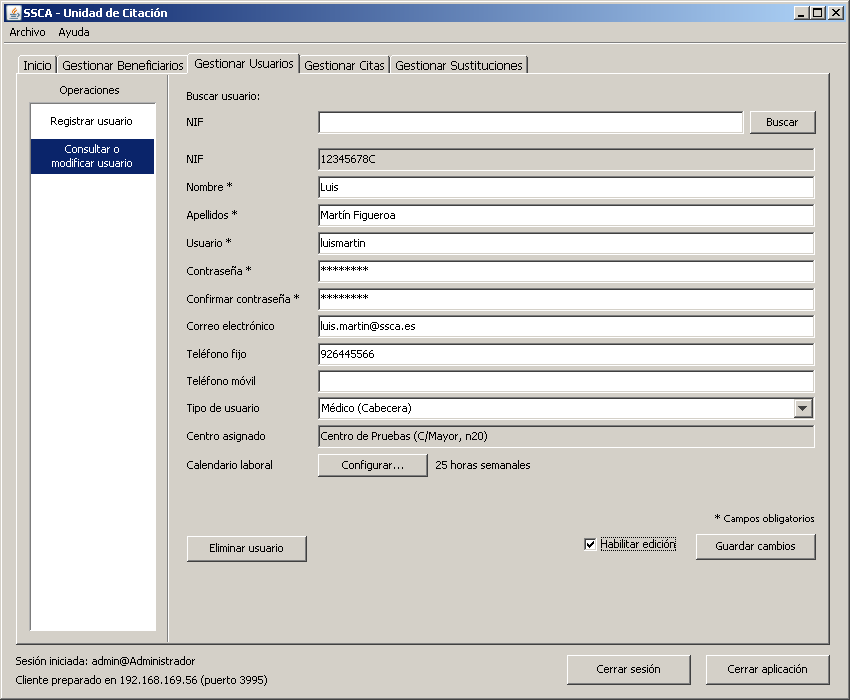 SSCA - Unidad de Citación
Archivo Ayuda
Inicio Gestionar Beneficiarios Gestionar Usuarios Gestionar Citas Gestionar Sustituciones
Operaciones
Registrar usuario
Consultar o
modificar usuario
Buscar usuario:
NIF Buscar
NIF 12345678C
Nombre * Luis
Apellidos * Martín Figueroa
Usuario * luismartin
Contraseña * ********
Confirmar contraseña * ********
Correo electrónico luis.martin@ssca.es
Teléfono fijo 926445566
Teléfono móvil
Tipo de usuario Médico (Cabecera)
Centro asignado Centro de Pruebas (C/Mayor, n20)
Calendario laboral Configurar... 25 horas semanales
* Campos obligatorios
Eliminar usuario Habilitar edición Guardar cambios
Sesión iniciada: admin@Administrador
Cliente preparado en 192.168.169.56 (puerto 3995)
Cerrar sesión Cerrar aplicación